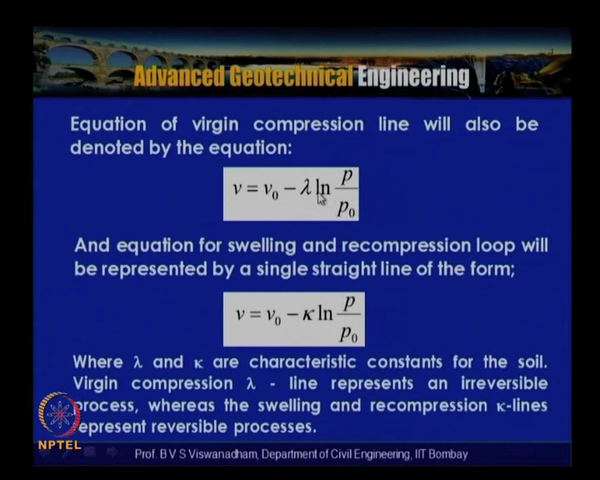 Advanced Geotechnical Engineering
Equation of virgin compression line will also be
denoted by the equation:
v = v₀ − λ ln p/p₀
And equation for swelling and recompression loop will
be represented by a single straight line of the form;
v = v₀ − κ ln p/p₀
Where λ and κ are characteristic constants for the soil.
Virgin compression λ - line represents an irreversible
process, whereas the swelling and recompression κ-lines
represent reversible processes.
NPTEL
Prof. B V S Viswanadham, Department of Civil Engineering, IIT Bombay